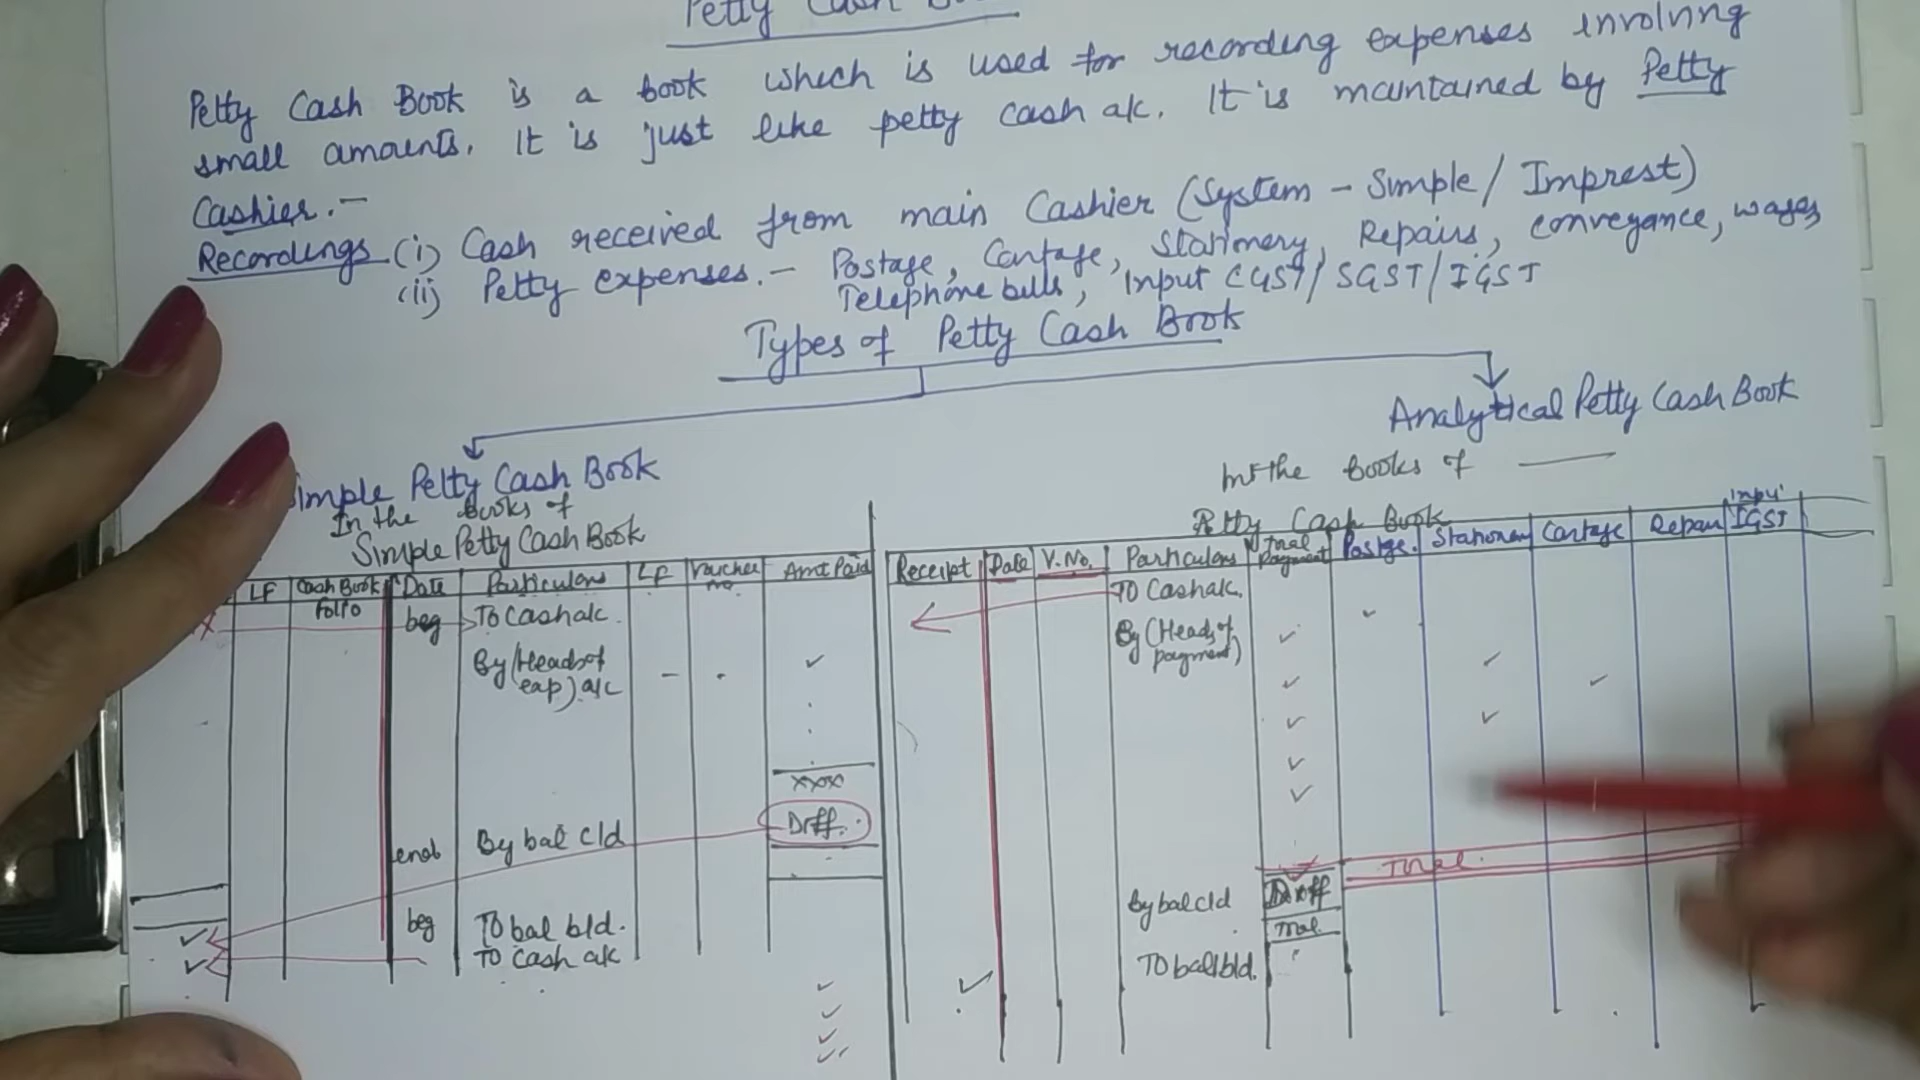 Petty Cash
Petty Cash Book is a book which is used for recording expenses involving
small amounts. It is just like petty cash a/c. It is maintained by Petty
Cashier.-
Recordings (i) Cash received from main Cashier (System - Simple / Imprest)
(ii) Petty expenses. - Postage, Cartage, Stationery, Repairs, conveyance, wages,
Telephone bills, Input CGST/SGST/IGST
Types of Petty Cash Book
Analytical Petty Cash Book
In the books of
Petty Cash Book
imple Petty Cash Book
In the books of
Simple Petty Cash Book
LF Cash Book Folio Date Particulars LF Voucher no. Amt Paid
beg To Cash a/c.
By (Heads of
exp) a/c
xxx
Diff.
end By bal c/d
beg To bal b/d.
To Cash a/c
Receipt Date V.No. Particulars Total Payment Postge. Stationery Cartage Repair Input IGST
To Cash a/c.
By (Heads of
payment)
Total.
By bal c/d Diff
Total.
To bal b/d.